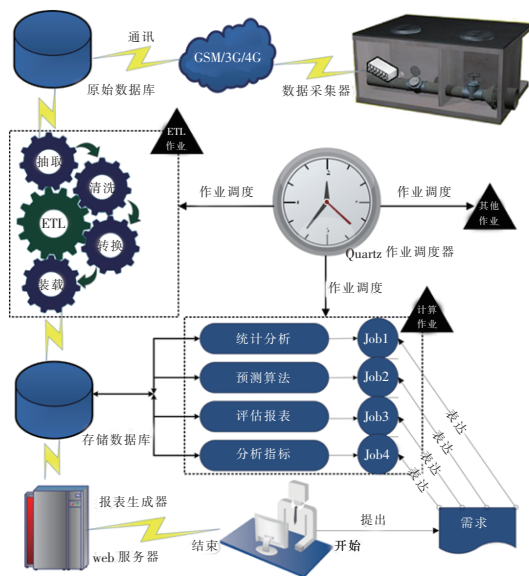 通讯
GSM/3G/4G
原始数据库
数据采集器
ETL
作业
抽取
清洗
ETL
转换
装载
作业调度
作业调度
其他
作业
Quartz 作业调度器
作业调度
计算
作业
统计分析
Job1
预测算法
Job2
评估报表
Job3
分析指标
Job4
存储数据库
表达
表达
表达
表达
报表生成器
web 服务器
结束
开始
提出
需求